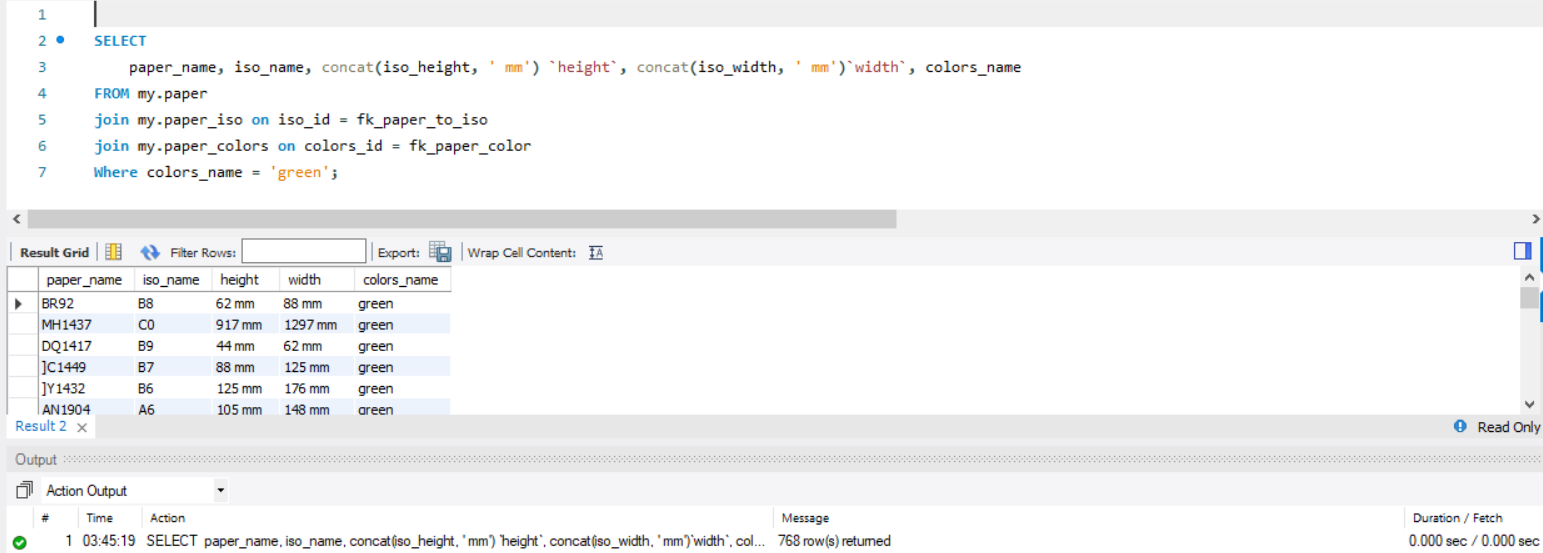 1
2 SELECT
3 paper_name, iso_name, concat(iso_height, ' mm') `height`, concat(iso_width, ' mm')`width`, colors_name
4 FROM my.paper
5 join my.paper_iso on iso_id = fk_paper_to_iso
6 join my.paper_colors on colors_id = fk_paper_color
7 Where colors_name = 'green';
Result Grid Filter Rows: Export: Wrap Cell Content: IA
paper_name iso_name height width colors_name
BR92 B8 62 mm 88 mm green
MH1437 C0 917 mm 1297 mm green
DQ1417 B9 44 mm 62 mm green
]C1449 B7 88 mm 125 mm green
]Y1432 B6 125 mm 176 mm green
AN1904 A6 105 mm 148 mm green
Result 2 × Read Only
Output
Action Output
# Time Action Message Duration / Fetch
1 03:45:19 SELECT paper_name, iso_name, concat(iso_height, ' mm') `height`, concat(iso_width, ' mm')`width`, col... 768 row(s) returned 0.000 sec / 0.000 sec